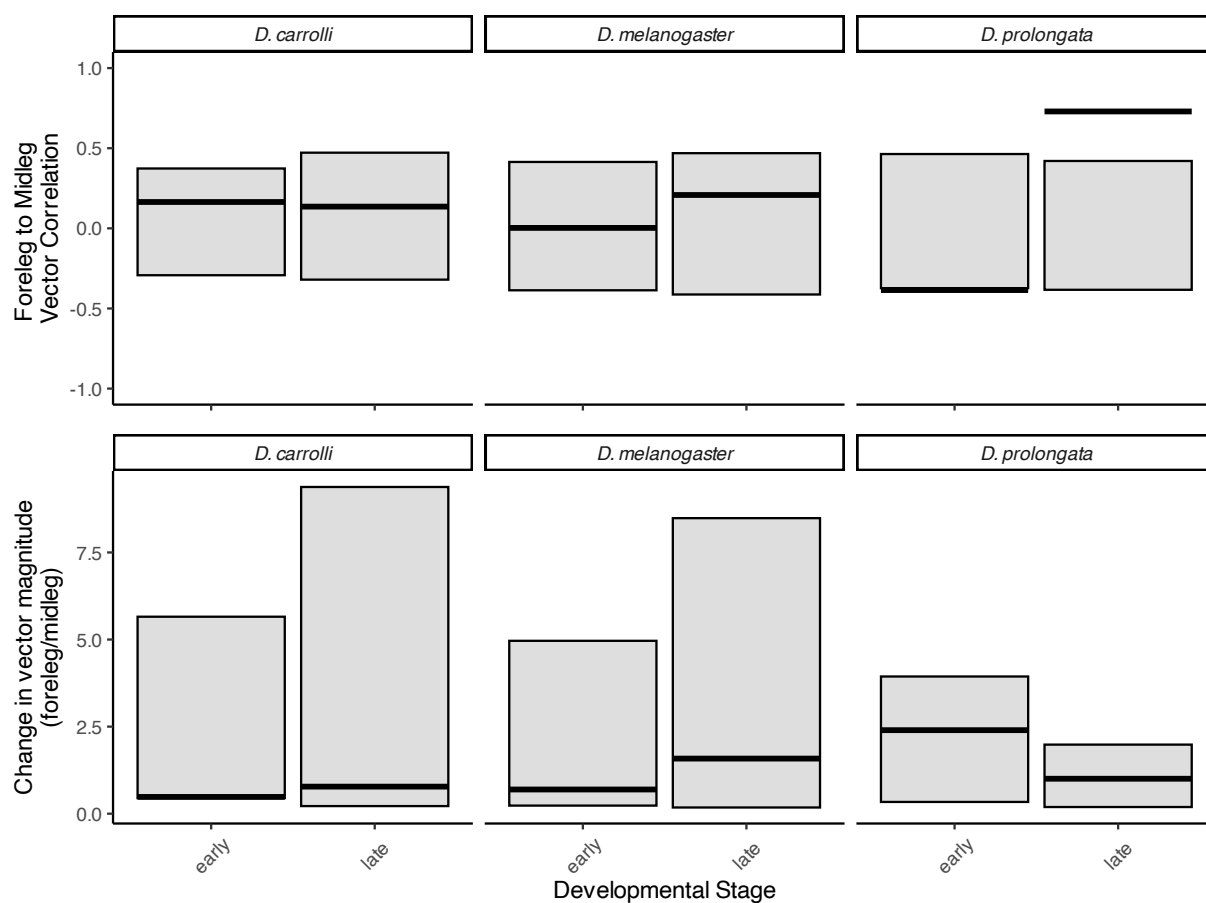 D. carrolli
D. melanogaster
D. prolongata
Foreleg to Midleg
Vector Correlation
1.0
0.5
0.0
-0.5
-1.0
D. carrolli
D. melanogaster
D. prolongata
Change in vector magnitude
(foreleg/midleg)
7.5
5.0
2.5
0.0
early
late
early
late
early
late
Developmental Stage